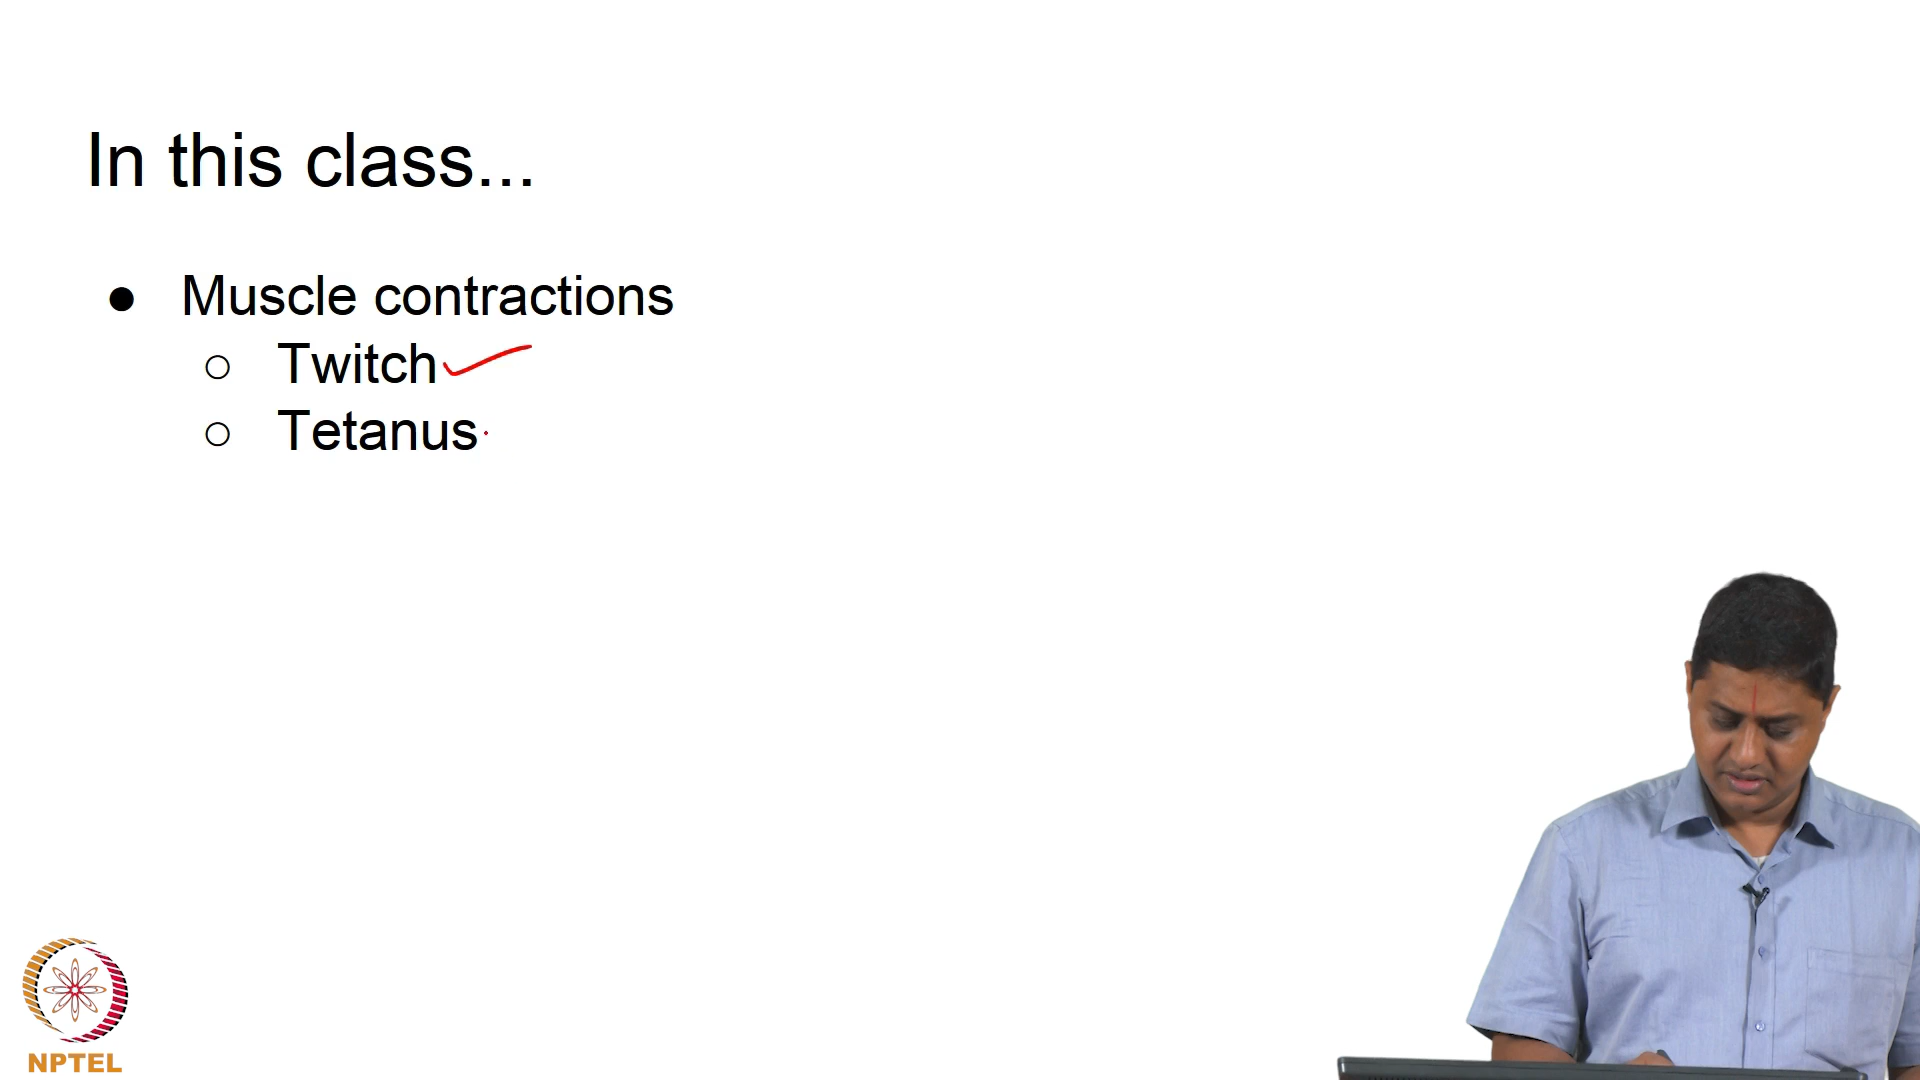 In this class...
● Muscle contractions
○ Twitch
○ Tetanus
NPTEL